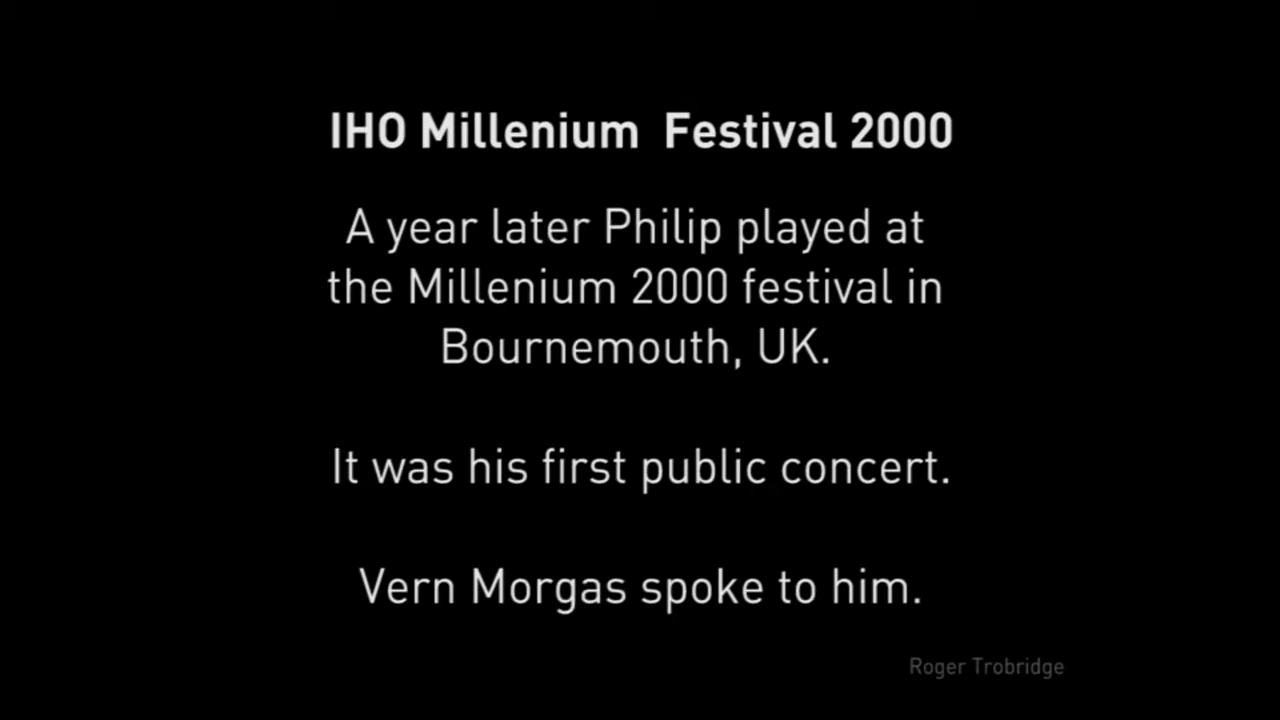 IHO Millenium Festival 2000
A year later Philip played at
the Millenium 2000 festival in
Bournemouth, UK.
It was his first public concert.
Vern Morgas spoke to him.
Roger Trobridge